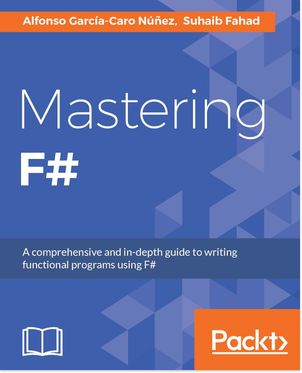 Alfonso García-Caro Núñez, Suhaib Fahad
Mastering
F#
A comprehensive and in-depth guide to writing
functional programs using F#
Packt>